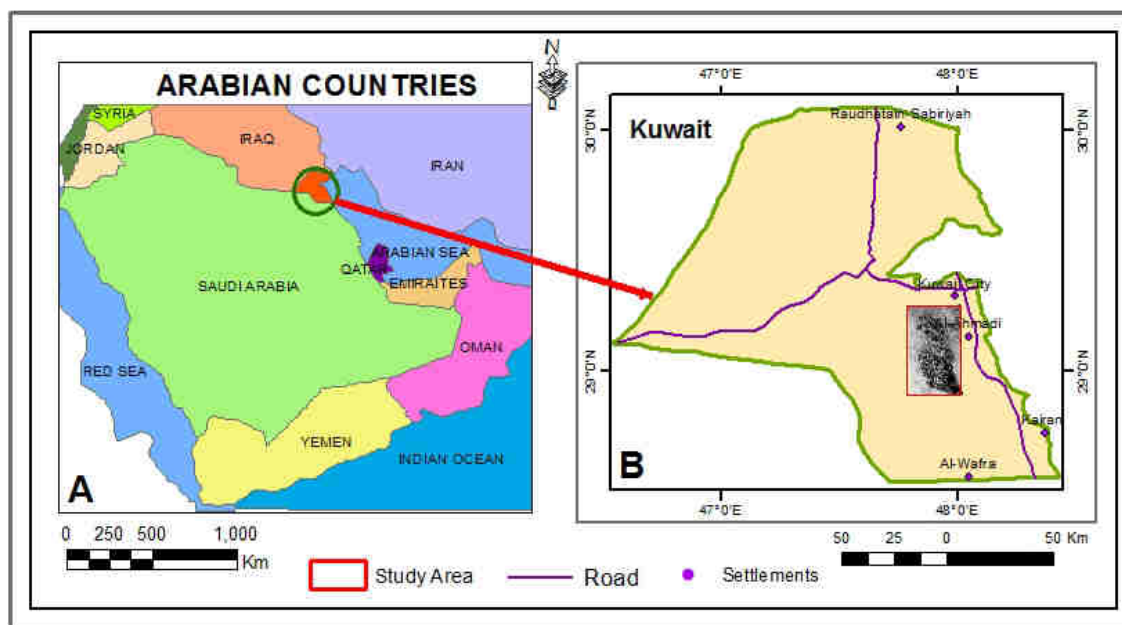 ARABIAN COUNTRIES
N
SYRIA
JORDAN
IRAQ
IRAN
ARABIAN SEA
QATAR
EMIRAITES
SAUDI ARABIA
OMAN
RED SEA
YEMEN
INDIAN OCEAN
A
0 250 500 1,000
Km
47°0'E 48°0'E
Kuwait
Raudhatain-Sabiriyah
30°0'N 30°0'N
City
29°0'N 29°0'N
Al-Wafra
B
47°0'E 48°0'E
50 25 0 50 Km
Study Area
Road
Settlements